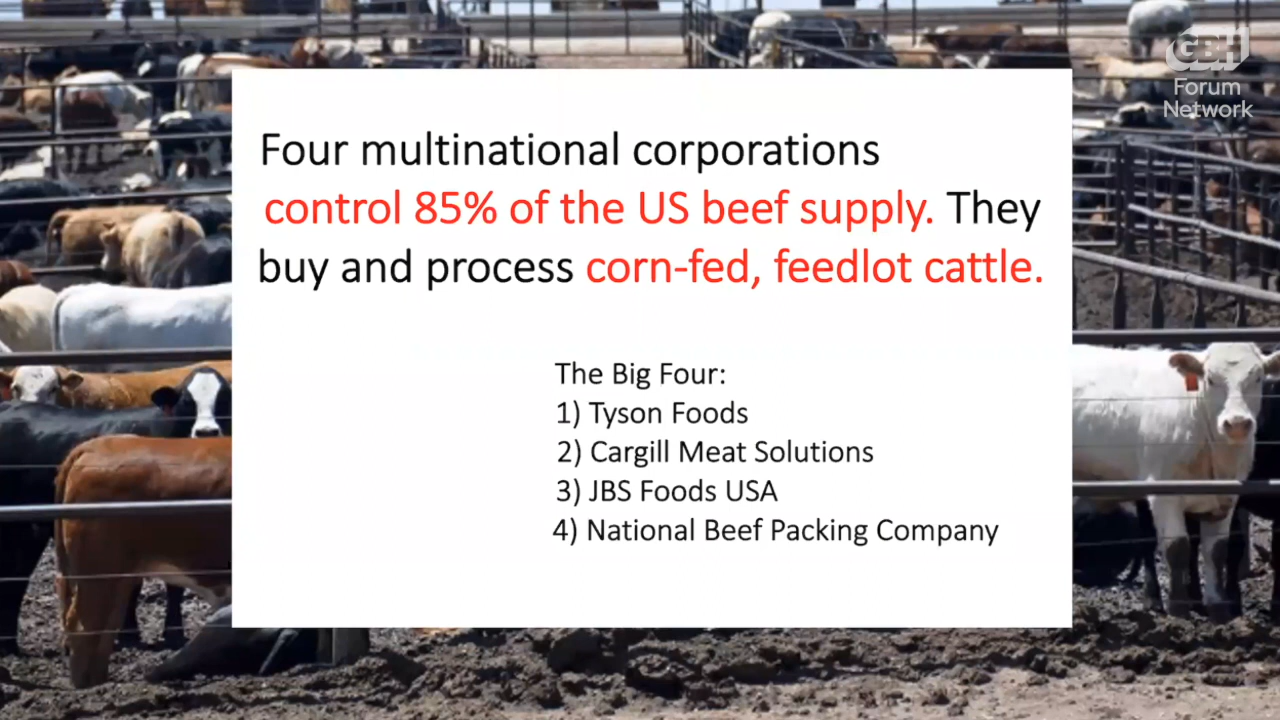 GBH
Forum
Network
Four multinational corporations
control 85% of the US beef supply. They
buy and process corn-fed, feedlot cattle.
The Big Four:
1) Tyson Foods
2) Cargill Meat Solutions
3) JBS Foods USA
4) National Beef Packing Company